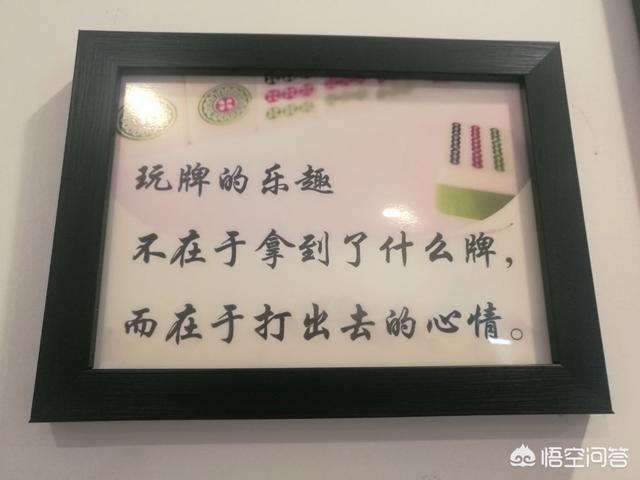 玩牌的乐趣
不在于拿到了什么牌，
而在于打出去的心情。
悟空问答